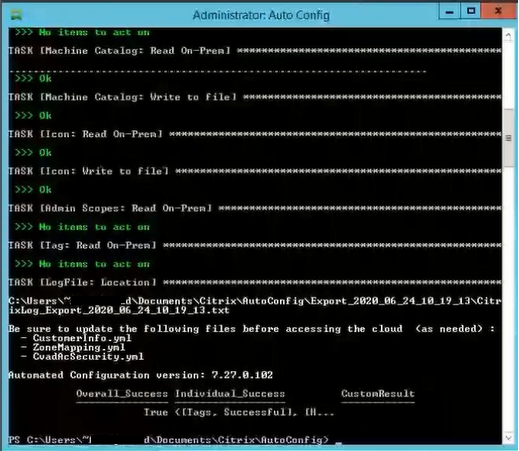 Administrator: Auto Config
>>> No items to act on
TASK [Machine Catalog: Read On-Prem] **********************************************
..............................................................................
>>> Ok
TASK [Machine Catalog: Write to file] *********************************************
>>> Ok
TASK [Icon: Read On-Prem] *********************************************************
>>> Ok
TASK [Icon: Write to file] ********************************************************
>>> Ok
TASK [Admin Scopes: Read On-Prem] *************************************************
>>> No items to act on
TASK [Tag: Read On-Prem] **********************************************************
>>> No items to act on
TASK [LogFile: Location] **********************************************************
C:\Users\~ _d\Documents\Citrix\AutoConfig\Export_2020_06_24_10_19_13\Citr
ixLog_Export_2020_06_24_10_19_13.txt
Be sure to update the following files before accessing the cloud (as needed) :
- CustomerInfo.yml
- ZoneMapping.yml
- CvadAcSecurity.yml
Automated Configuration version: 7.27.0.102
Overall_Success Individual_Success CustomResult
True {[Tags, Successful], [H...
PS C:\Users\~ d\Documents\Citrix\AutoConfig> _